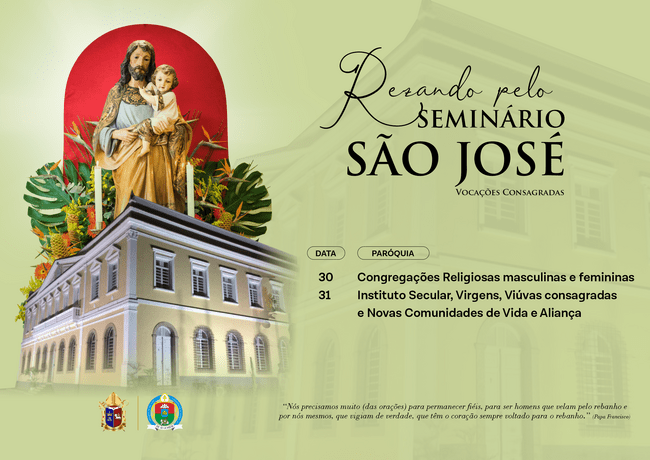 Rezando pelo
SEMINÁRIO
SÃO JOSÉ
VOCAÇÕES CONSAGRADAS
DATA PARÓQUIA
30 Congregações Religiosas masculinas e femininas
31 Instituto Secular, Virgens, Viúvas consagradas
e Novas Comunidades de Vida e Aliança
“Nós precisamos muito (das orações) para permanecer fiéis, para ser homens que velam pelo rebanho e
por nós mesmos, que vigiam de verdade, que têm o coração sempre voltado para o rebanho.” (Papa Francisco)